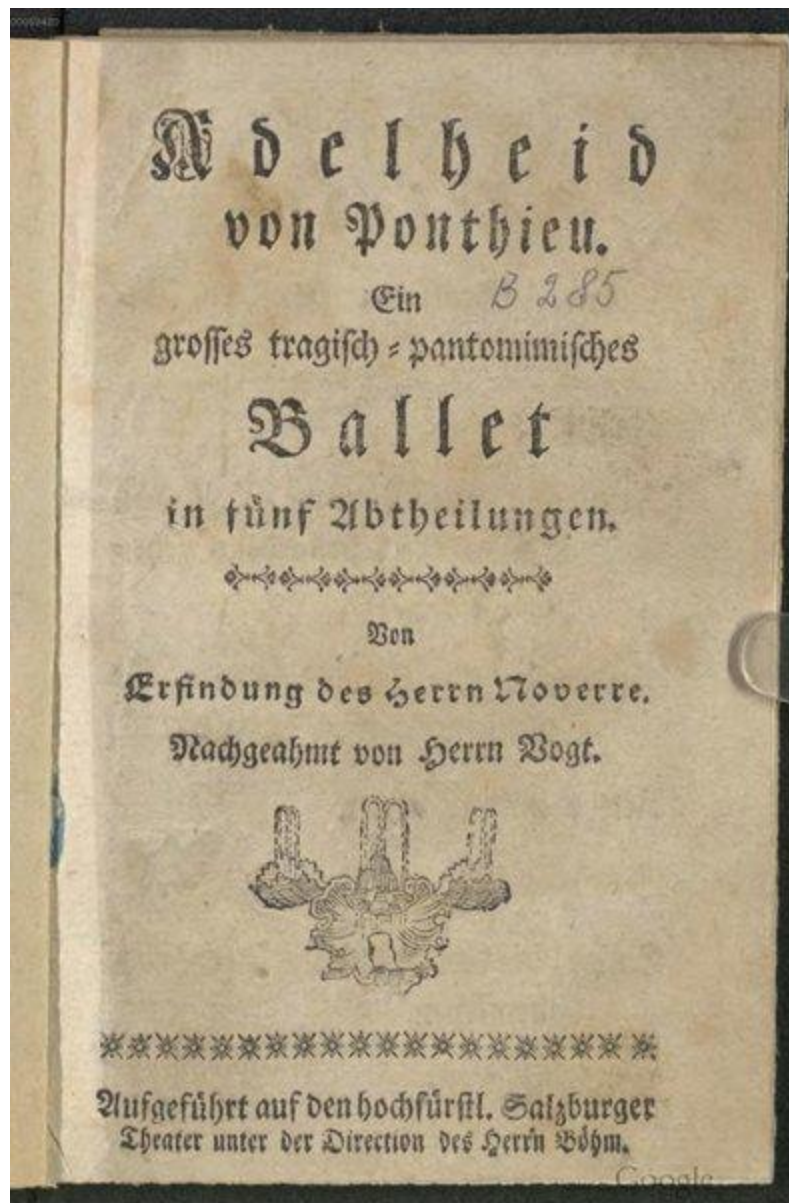 Adelheid
von Ponthieu.
Ein
B 285
grosses tragisch-pantomimisches
Ballet
in fünf Abtheilungen.
Von
Erfindung des Herrn Noverre.
Nachgeahmt von Herrn Vogt.
Aufgeführt auf den hochfürstl. Salzburger
Theater unter der Direction des Herrn Böhm.
Google